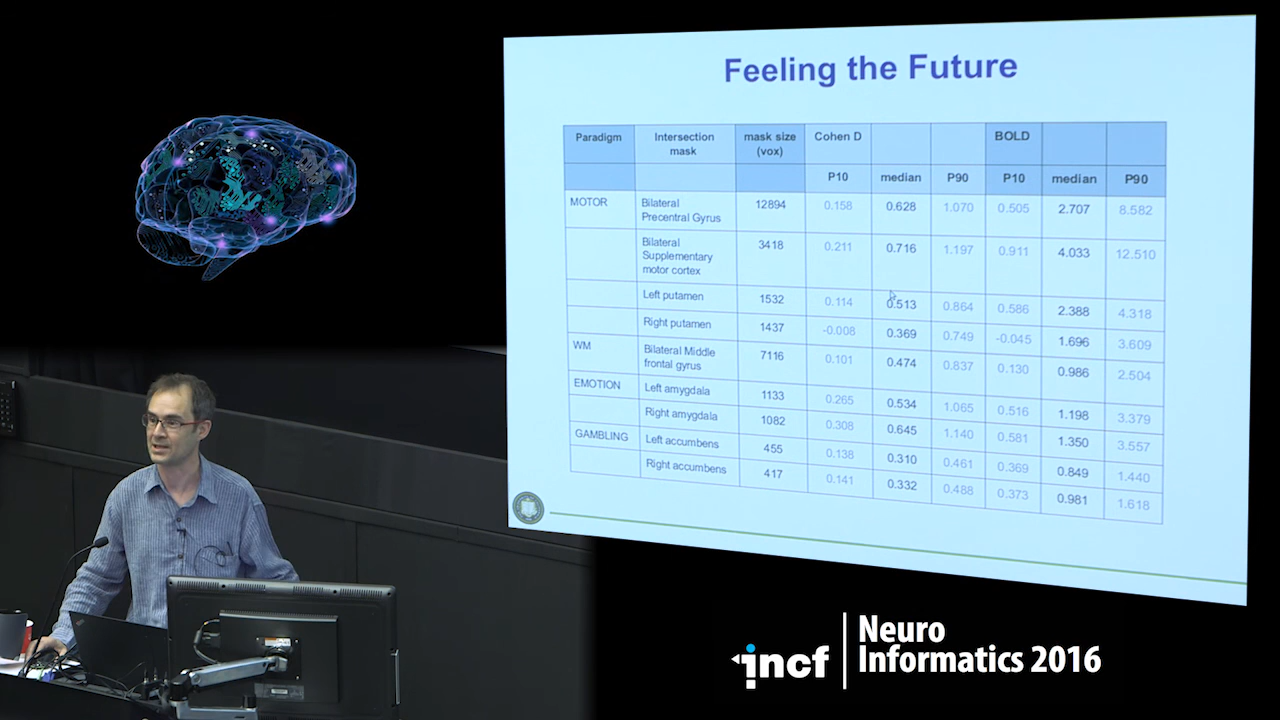 Feeling the Future
Paradigm Intersection mask mask size (vox) Cohen D BOLD
P10 median P90 P10 median P90
MOTOR Bilateral Precentral Gyrus 12894 0.158 0.628 1.070 0.505 2.707 8.582
Bilateral Supplementary motor cortex 3418 0.211 0.716 1.197 0.911 4.033 12.510
Left putamen 1532 0.114 0.513 0.864 0.586 2.388 4.318
Right putamen 1437 -0.008 0.369 0.749 -0.045 1.696 3.609
WM Bilateral Middle frontal gyrus 7116 0.101 0.474 0.837 0.130 0.986 2.504
EMOTION Left amygdala 1133 0.265 0.534 1.065 0.516 1.198 3.379
Right amygdala 1082 0.308 0.645 1.140 0.581 1.350 3.557
GAMBLING Left accumbens 455 0.138 0.310 0.461 0.369 0.849 1.440
Right accumbens 417 0.141 0.332 0.488 0.373 0.981 1.618
incf
Neuro
Informatics 2016